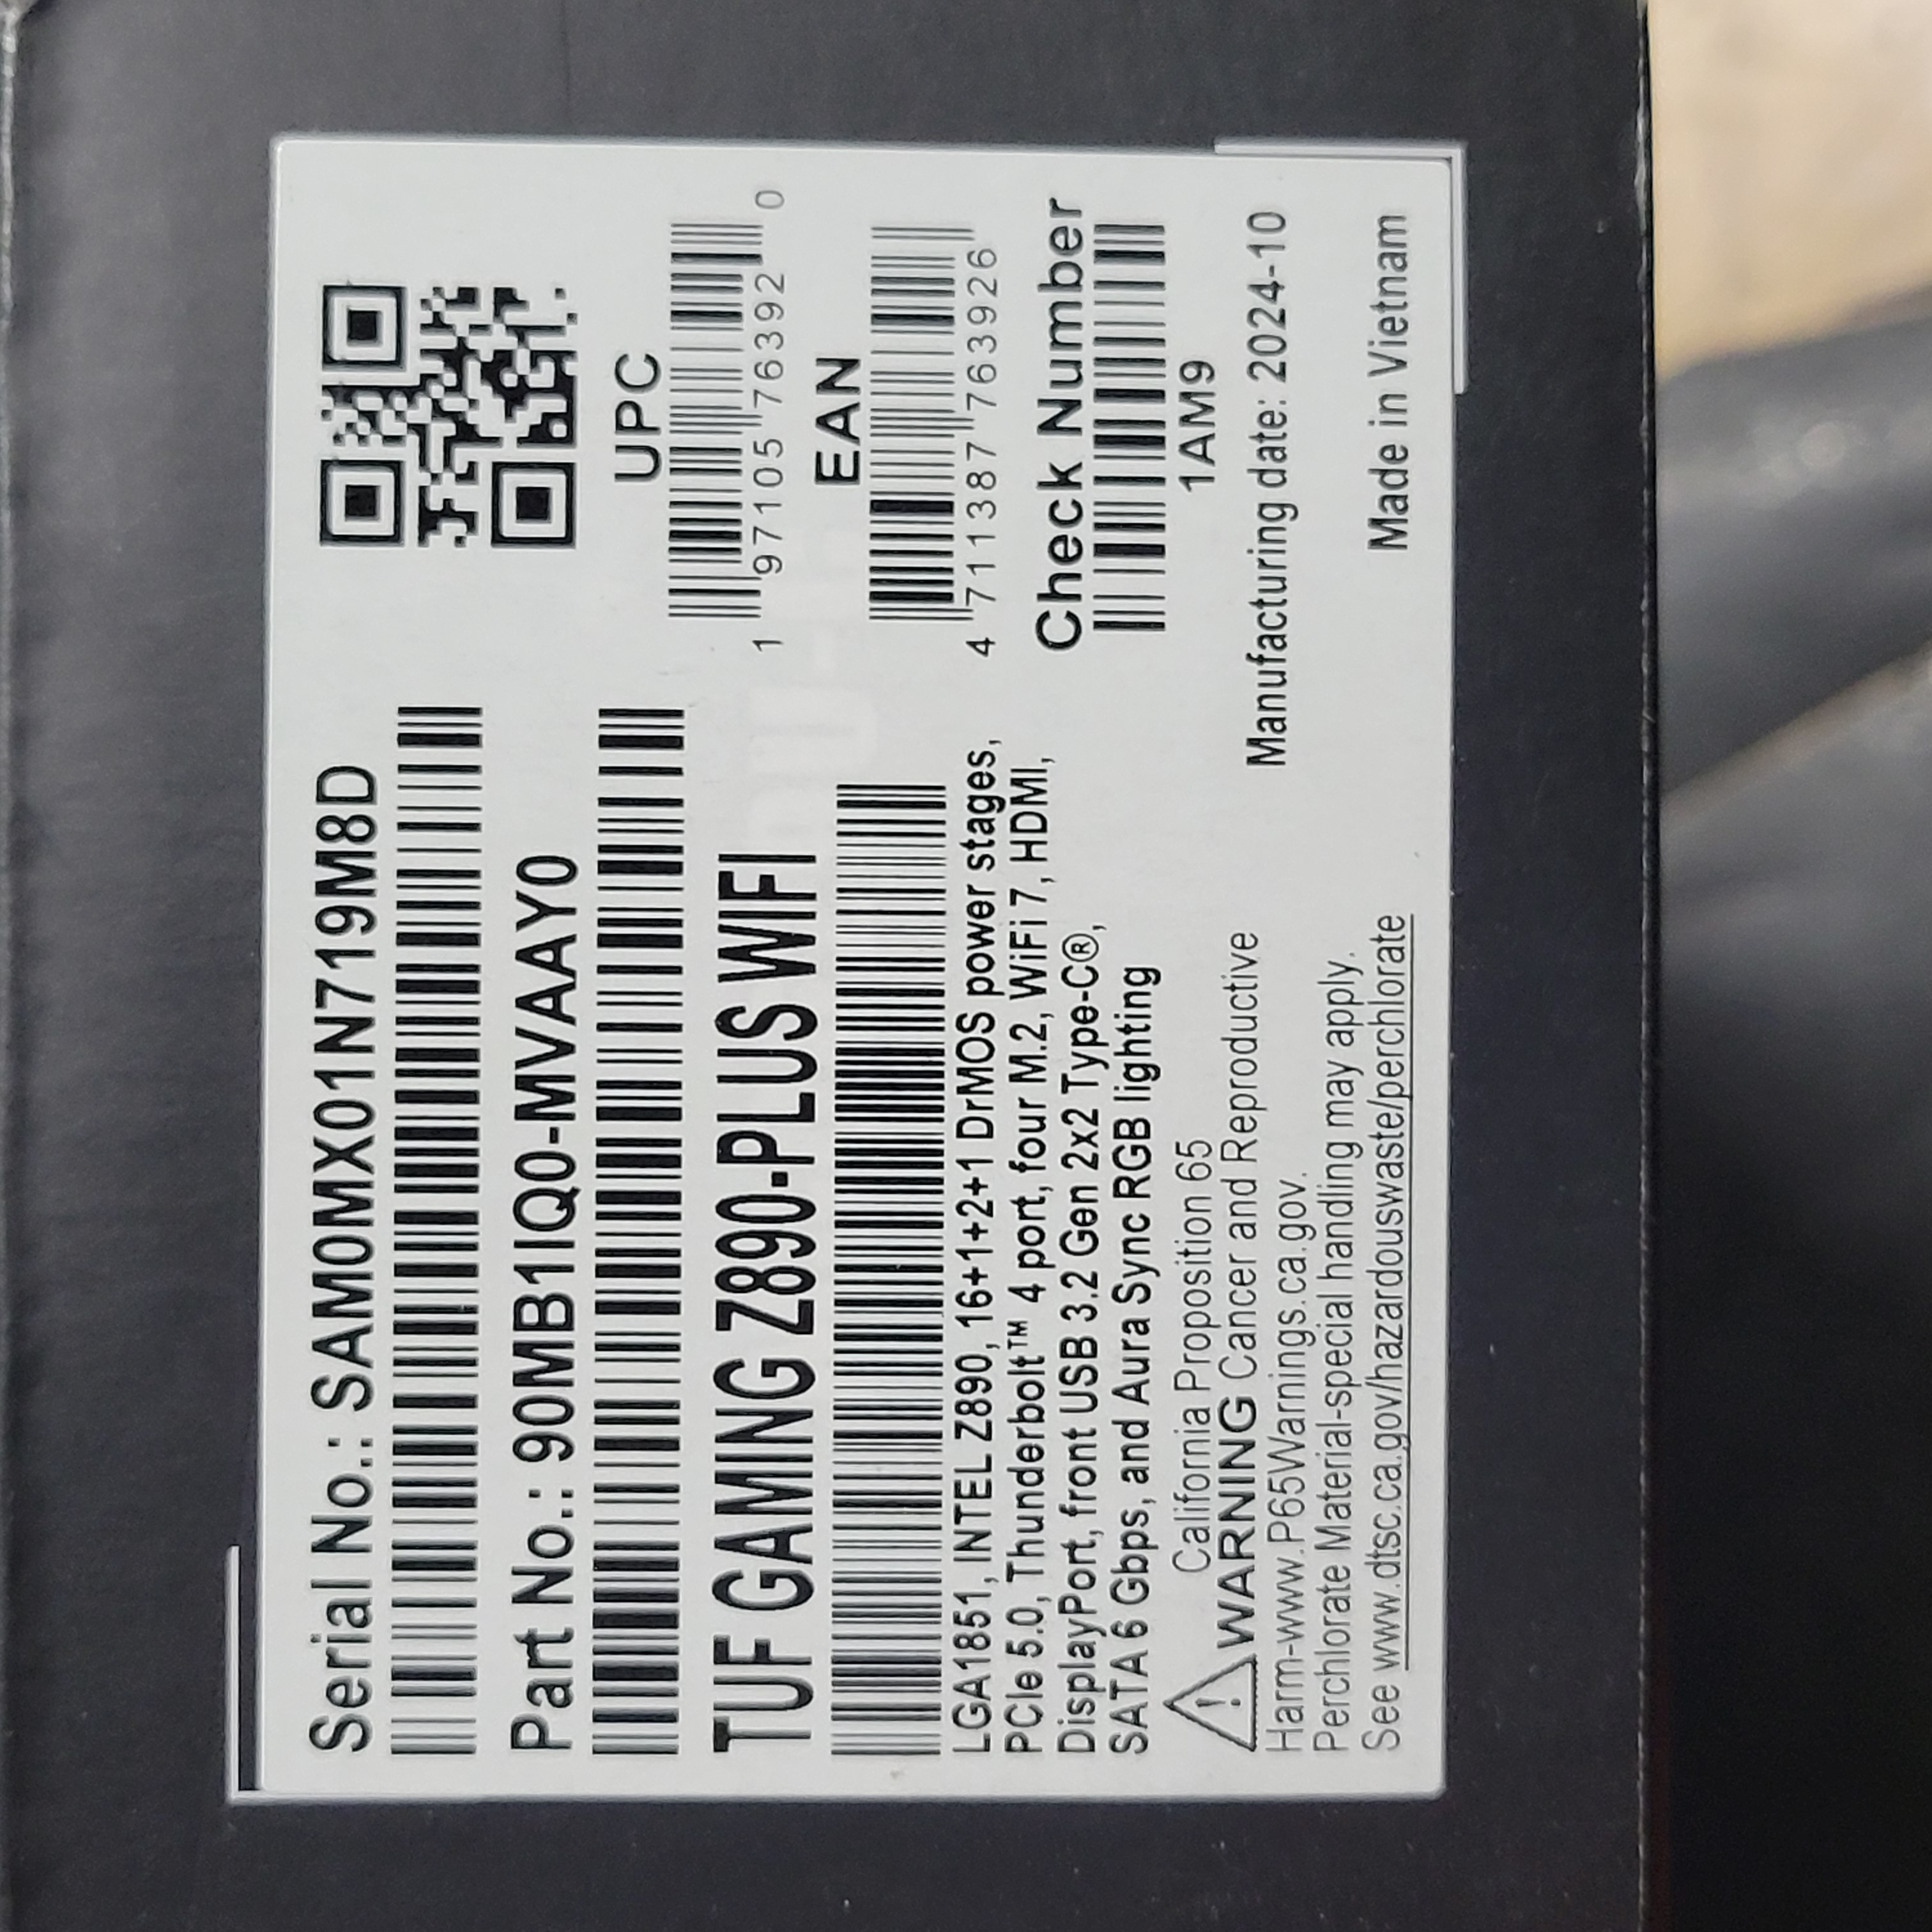 Serial No.: SAM0MX01N719M8D
Part No.: 90MB1IQ0-MVAAY0
TUF GAMING Z890-PLUS WIFI
LGA1851, INTEL Z890, 16+1+2+1 DrMOS power stages,
PCIe 5.0, Thunderbolt™ 4 port, four M.2, WiFi 7, HDMI,
DisplayPort, front USB 3.2 Gen 2x2 Type-C®,
SATA 6 Gbps, and Aura Sync RGB lighting
California Proposition 65
WARNING Cancer and Reproductive
Harm-www.P65Warnings.ca.gov.
Perchlorate Material-special handling may apply.
See www.dtsc.ca.gov/hazardouswaste/perchlorate
UPC
1 97105 76392 0
EAN
4 711387 763926
Check Number
1AM9
Manufacturing date: 2024-10
Made in Vietnam